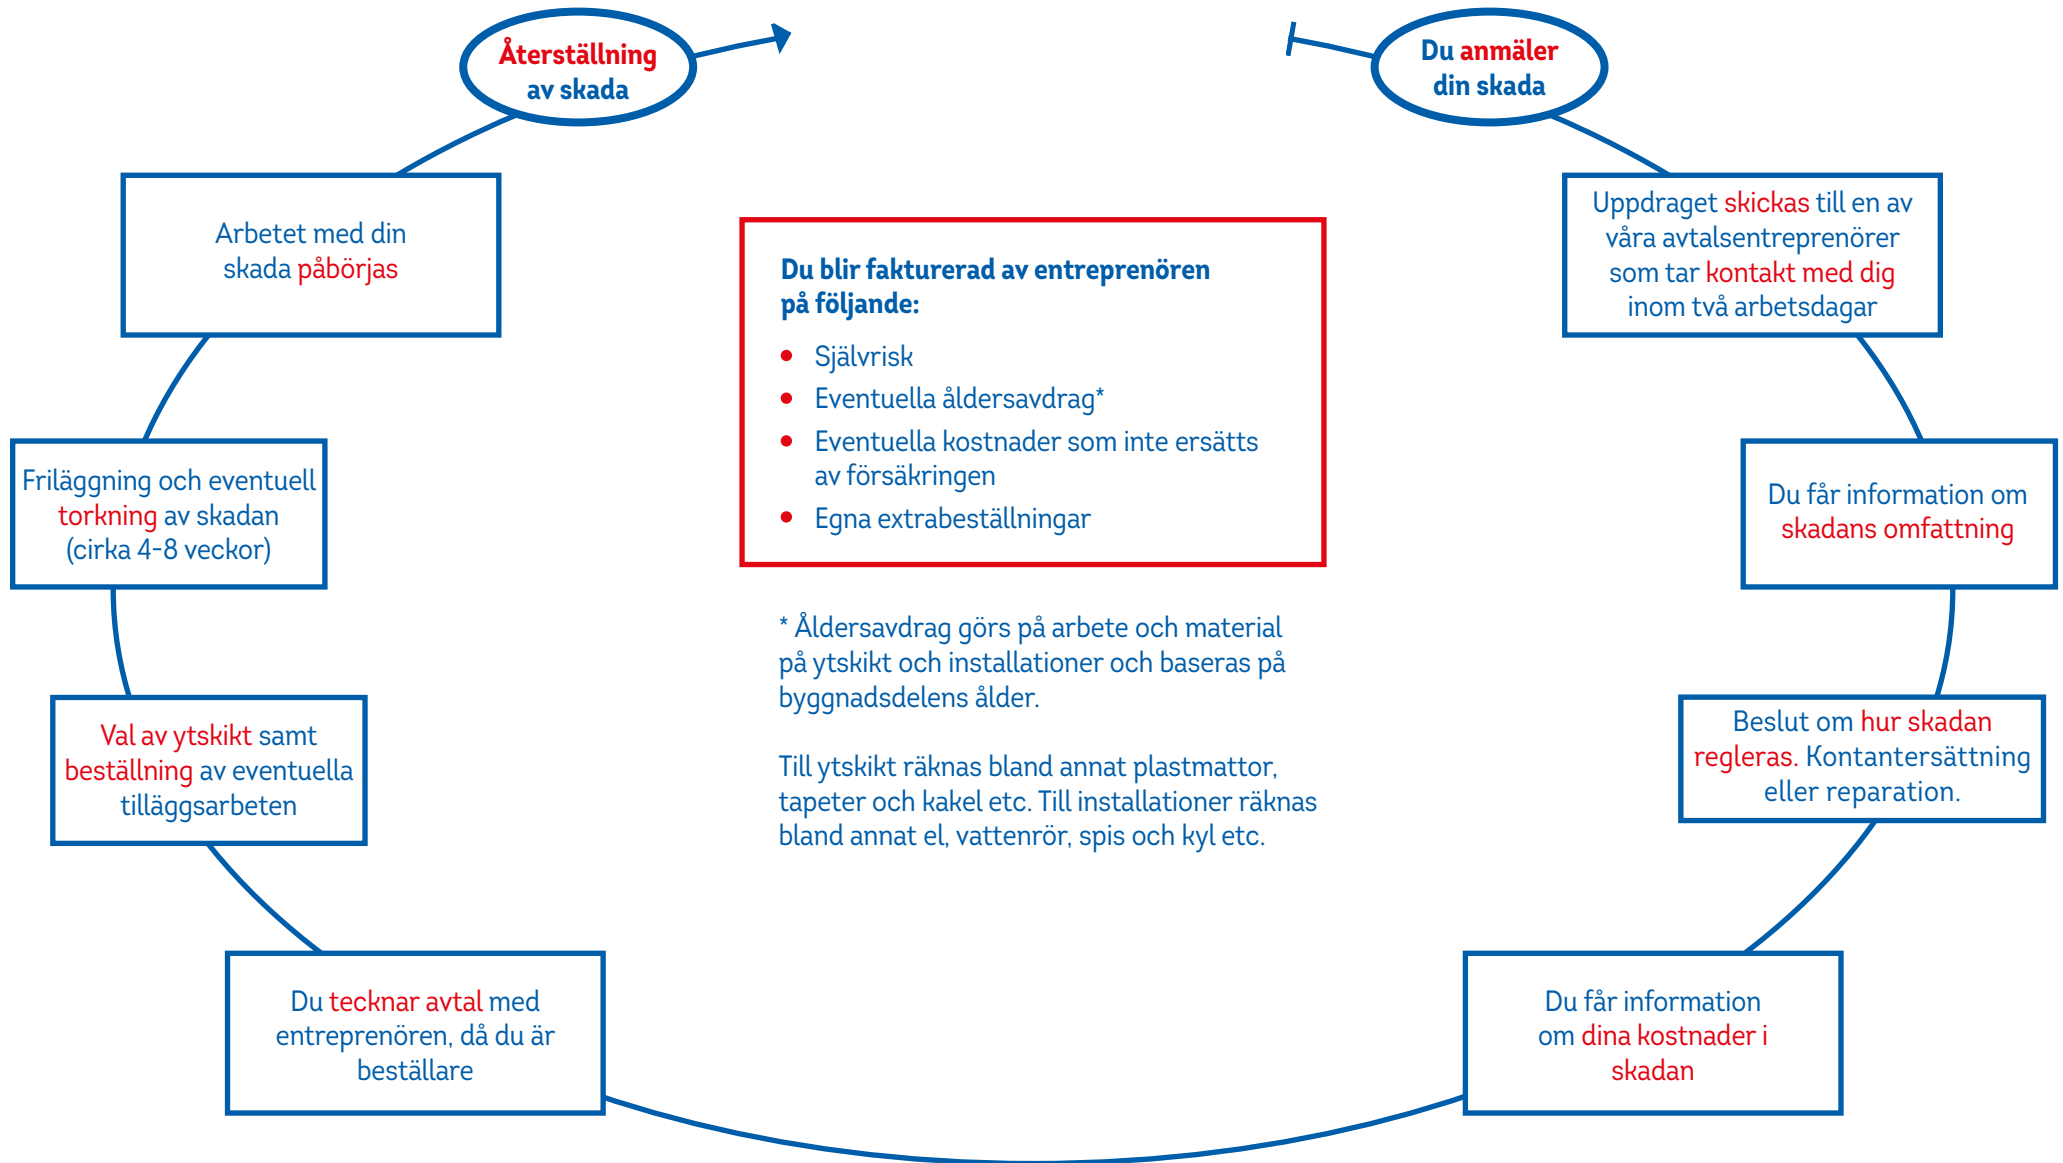 Du anmäler
din skada
Uppdraget skickas till en av
våra avtalsentreprenörer
som tar kontakt med dig
inom två arbetsdagar
Du får information om
skadans omfattning
Beslut om hur skadan
regleras. Kontantersättning
eller reparation.
Du får information
om dina kostnader i
skadan
Du tecknar avtal med
entreprenören, då du är
beställare
Val av ytskikt samt
beställning av eventuella
tilläggsarbeten
Friläggning och eventuell
torkning av skadan
(cirka 4-8 veckor)
Arbetet med din
skada påbörjas
Återställning
av skada
Du blir fakturerad av entreprenören
på följande:
• Självrisk
• Eventuella åldersavdrag*
• Eventuella kostnader som inte ersätts
av försäkringen
• Egna extrabeställningar
* Åldersavdrag görs på arbete och material
på ytskikt och installationer och baseras på
byggnadsdelens ålder.
Till ytskikt räknas bland annat plastmattor,
tapeter och kakel etc. Till installationer räknas
bland annat el, vattenrör, spis och kyl etc.